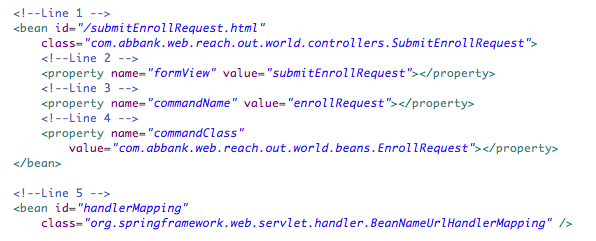 <!--Line 1 -->
<bean id="/submitEnrollRequest.html"
    class="com.abbank.web.reach.out.world.controllers.SubmitEnrollRequest">
    <!--Line 2 -->
    <property name="formView" value="submitEnrollRequest"></property>
    <!--Line 3 -->
    <property name="commandName" value="enrollRequest"></property>
    <!--Line 4 -->
    <property name="commandClass"
        value="com.abbank.web.reach.out.world.beans.EnrollRequest"></property>
</bean>

<!--Line 5 -->
<bean id="handlerMapping"
    class="org.springframework.web.servlet.handler.BeanNameUrlHandlerMapping" />